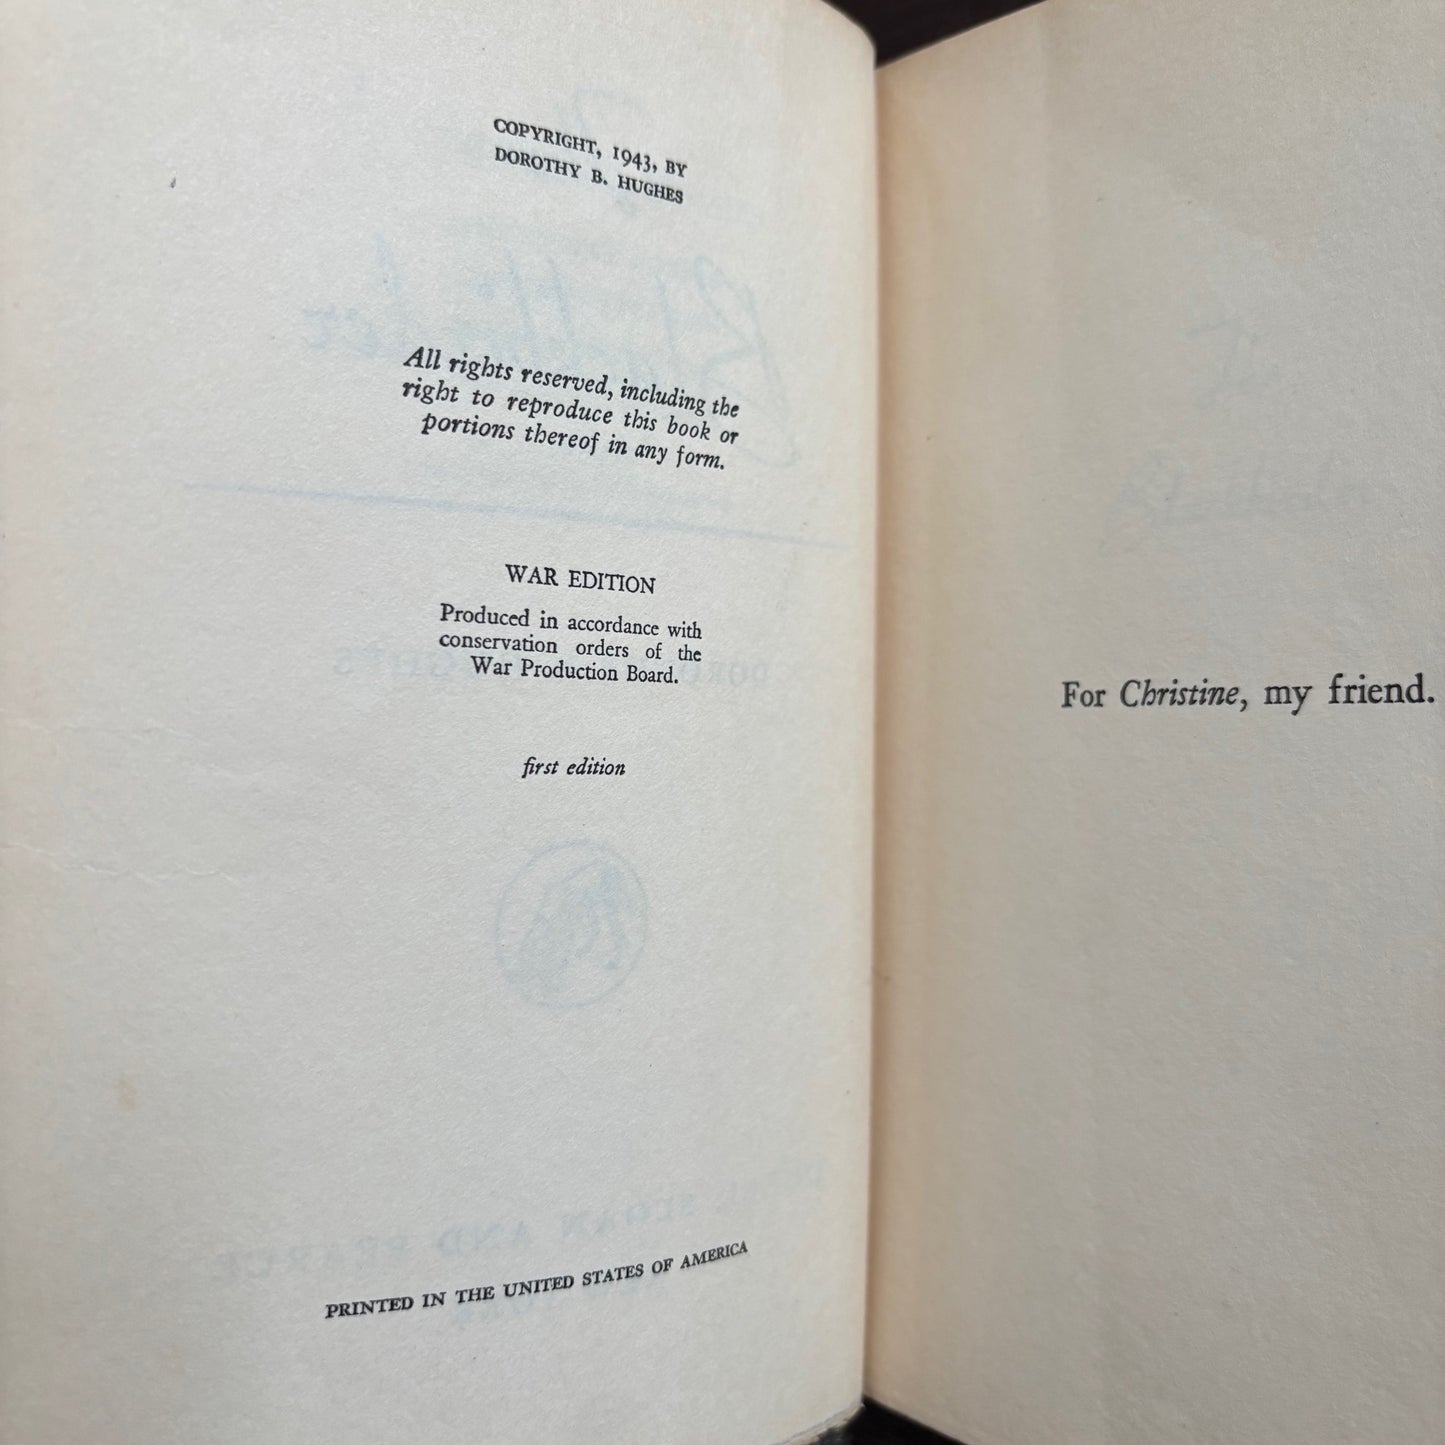 COPYRIGHT, 1943, BY
DOROTHY B. HUGHES
All rights reserved, including the
right to reproduce this book or
portions thereof in any form.
WAR EDITION
Produced in accordance with
conservation orders of the
War Production Board.
first edition
PRINTED IN THE UNITED STATES OF AMERICA
For Christine, my friend.